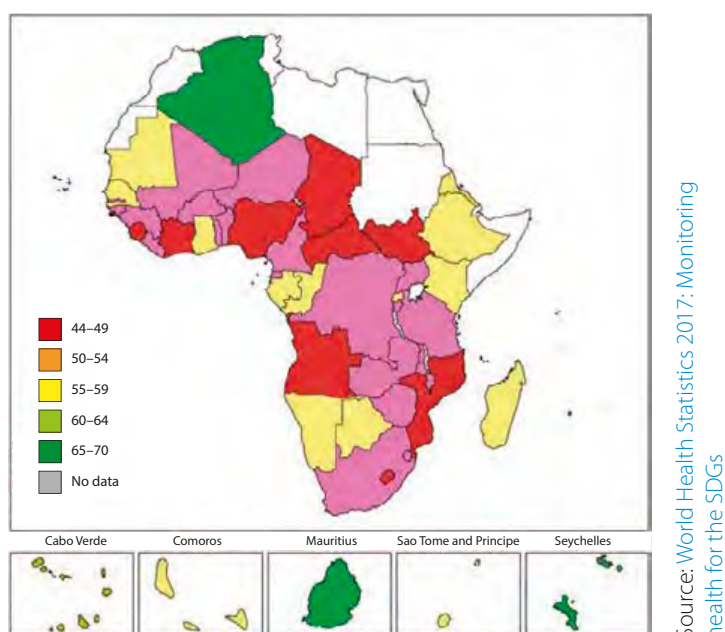 44–49
50–54
55–59
60–64
65–70
No data
Cabo Verde
Comoros
Mauritius
Sao Tome and Principe
Seychelles
Source: World Health Statistics 2017: Monitoring
health for the SDGs